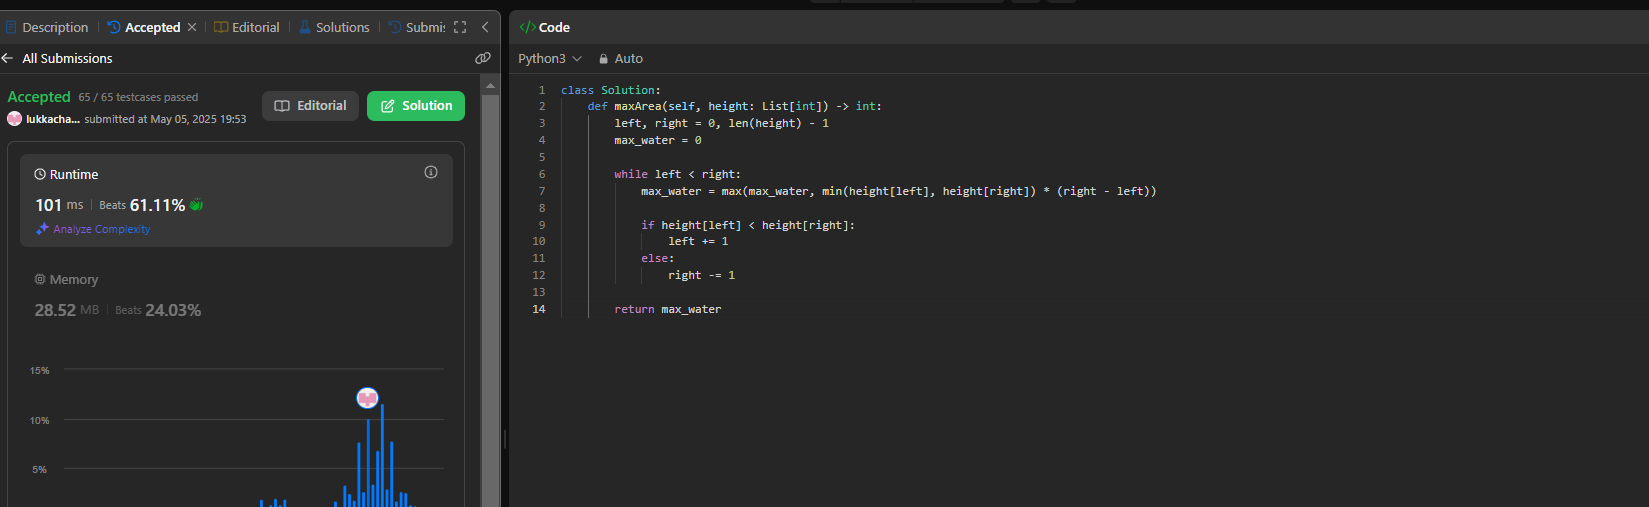 Description
Accepted
Editorial
Solutions
Submis
All Submissions
Accepted 65 / 65 testcases passed
lukkacha... submitted at May 05, 2025 19:53
Editorial
Solution
Runtime
101 ms | Beats 61.11%
Analyze Complexity
Memory
28.52 MB | Beats 24.03%
15%
10%
5%
</> Code
Python3
Auto
1 class Solution:
2     def maxArea(self, height: List[int]) -> int:
3         left, right = 0, len(height) - 1
4         max_water = 0
5
6         while left < right:
7             max_water = max(max_water, min(height[left], height[right]) * (right - left))
8
9             if height[left] < height[right]:
10                 left += 1
11             else:
12                 right -= 1
13
14         return max_water